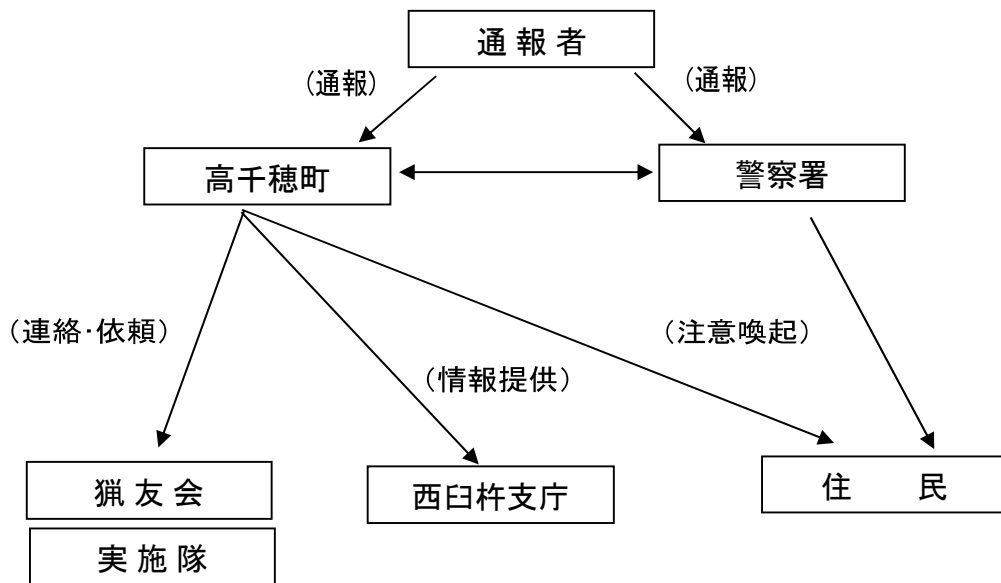 通 報 者
（通報）
（通報）
高千穂町
警察署
（連絡・依頼）
（注意喚起）
（情報提供）
猟 友 会
西臼杵支庁
住　　民
実 施 隊